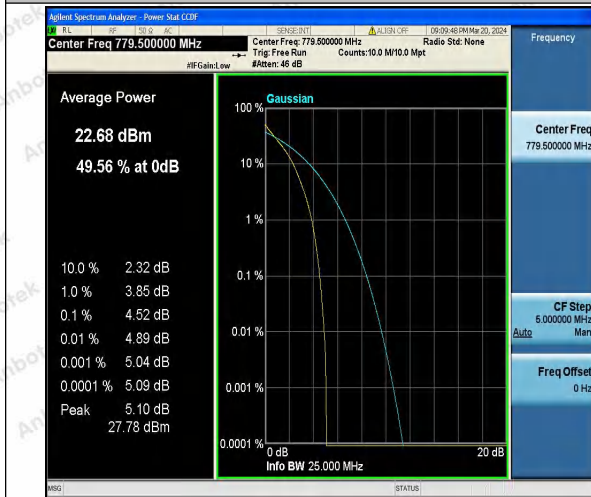 Agilent Spectrum Analyzer - Power Stat CCDF
RL RF 50 Ω AC SENSE:INT ALIGN OFF 09:09:48 PM Mar 20, 2024
Center Freq 779.500000 MHz
Center Freq: 779.500000 MHz Radio Std: None
Trig: Free Run Counts:10.0 M/10.0 Mpt
#IFGain:Low #Atten: 46 dB
Frequency
Average Power
22.68 dBm
49.56 % at 0dB
10.0 % 2.32 dB
1.0 % 3.85 dB
0.1 % 4.52 dB
0.01 % 4.89 dB
0.001 % 5.04 dB
0.0001 % 5.09 dB
Peak 5.10 dB
27.78 dBm
Gaussian
100 %
10 %
1 %
0.1 %
0.01 %
0.001 %
0.0001 %
0 dB 20 dB
Info BW 25.000 MHz
Center Freq
779.500000 MHz
CF Step
5.000000 MHz
Auto Man
Freq Offset
0 Hz
MSG STATUS